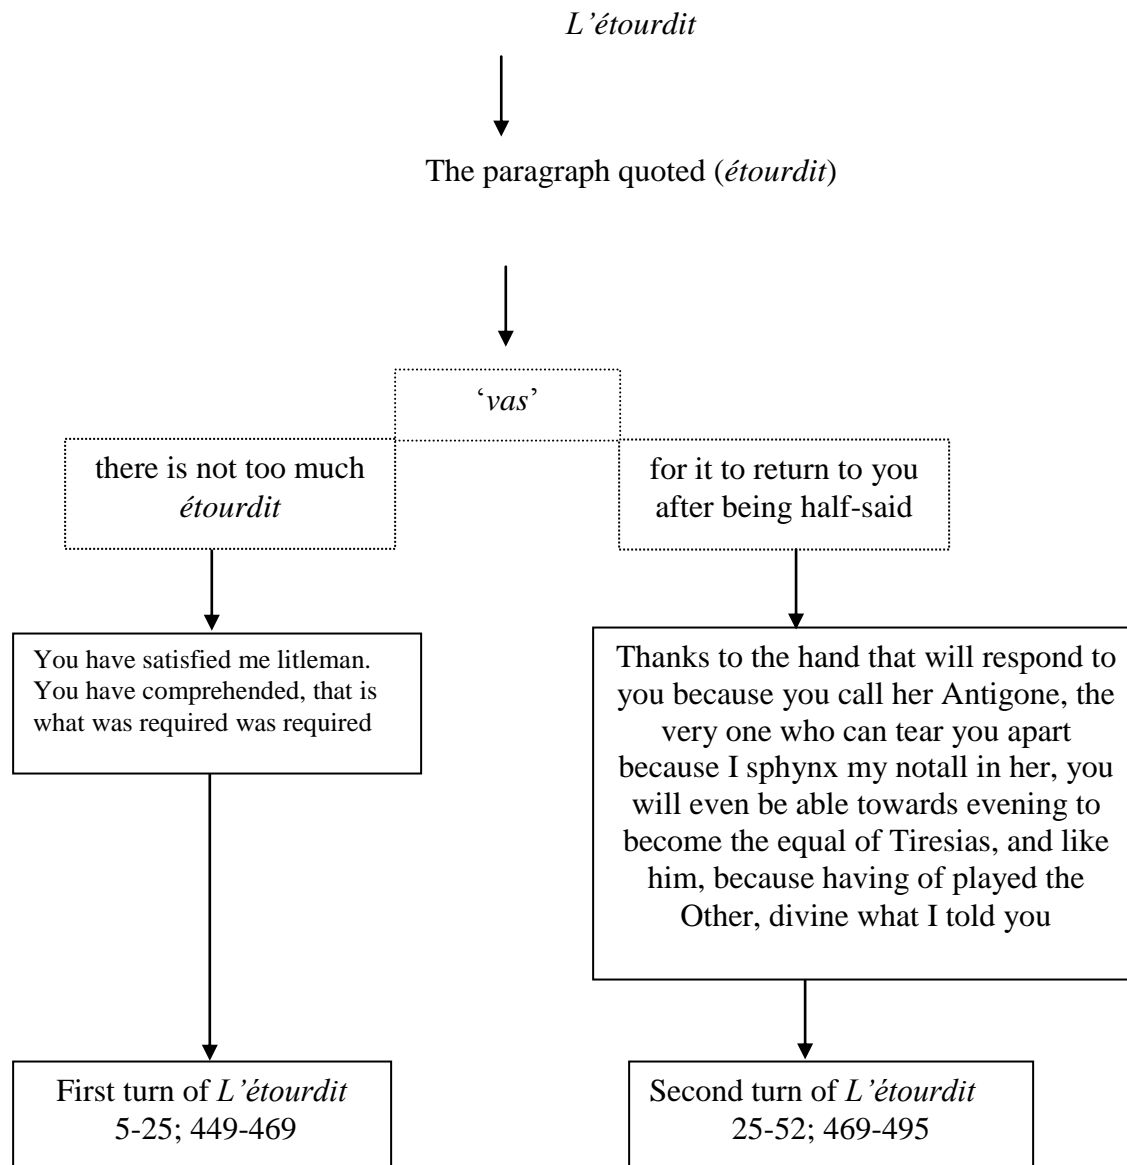 L’étourdit
The paragraph quoted (étourdit)
‘vas’
there is not too much
étourdit
for it to return to you
after being half-said
You have satisfied me litleman.
You have comprehended, that is
what was required was required
Thanks to the hand that will respond to
you because you call her Antigone, the
very one who can tear you apart
because I sphynx my notall in her, you
will even be able towards evening to
become the equal of Tiresias, and like
him, because having of played the
Other, divine what I told you
First turn of L’étourdit
5-25; 449-469
Second turn of L’étourdit
25-52; 469-495